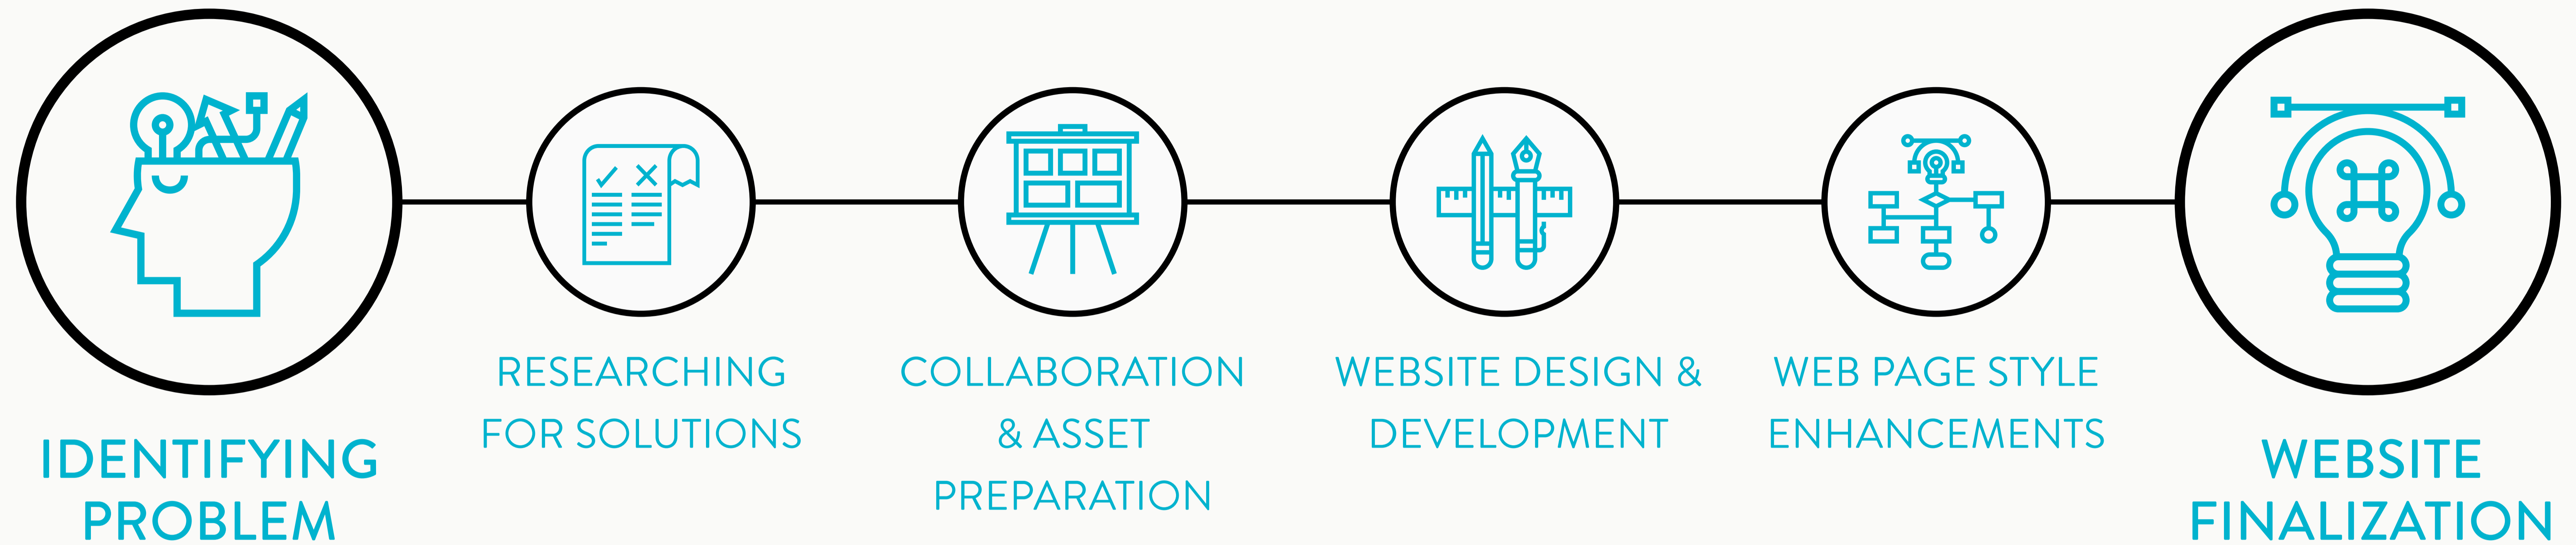 IDENTIFYING
PROBLEM
RESEARCHING
FOR SOLUTIONS
COLLABORATION
& ASSET
PREPARATION
WEBSITE DESIGN &
DEVELOPMENT
WEB PAGE STYLE
ENHANCEMENTS
WEBSITE
FINALIZATION